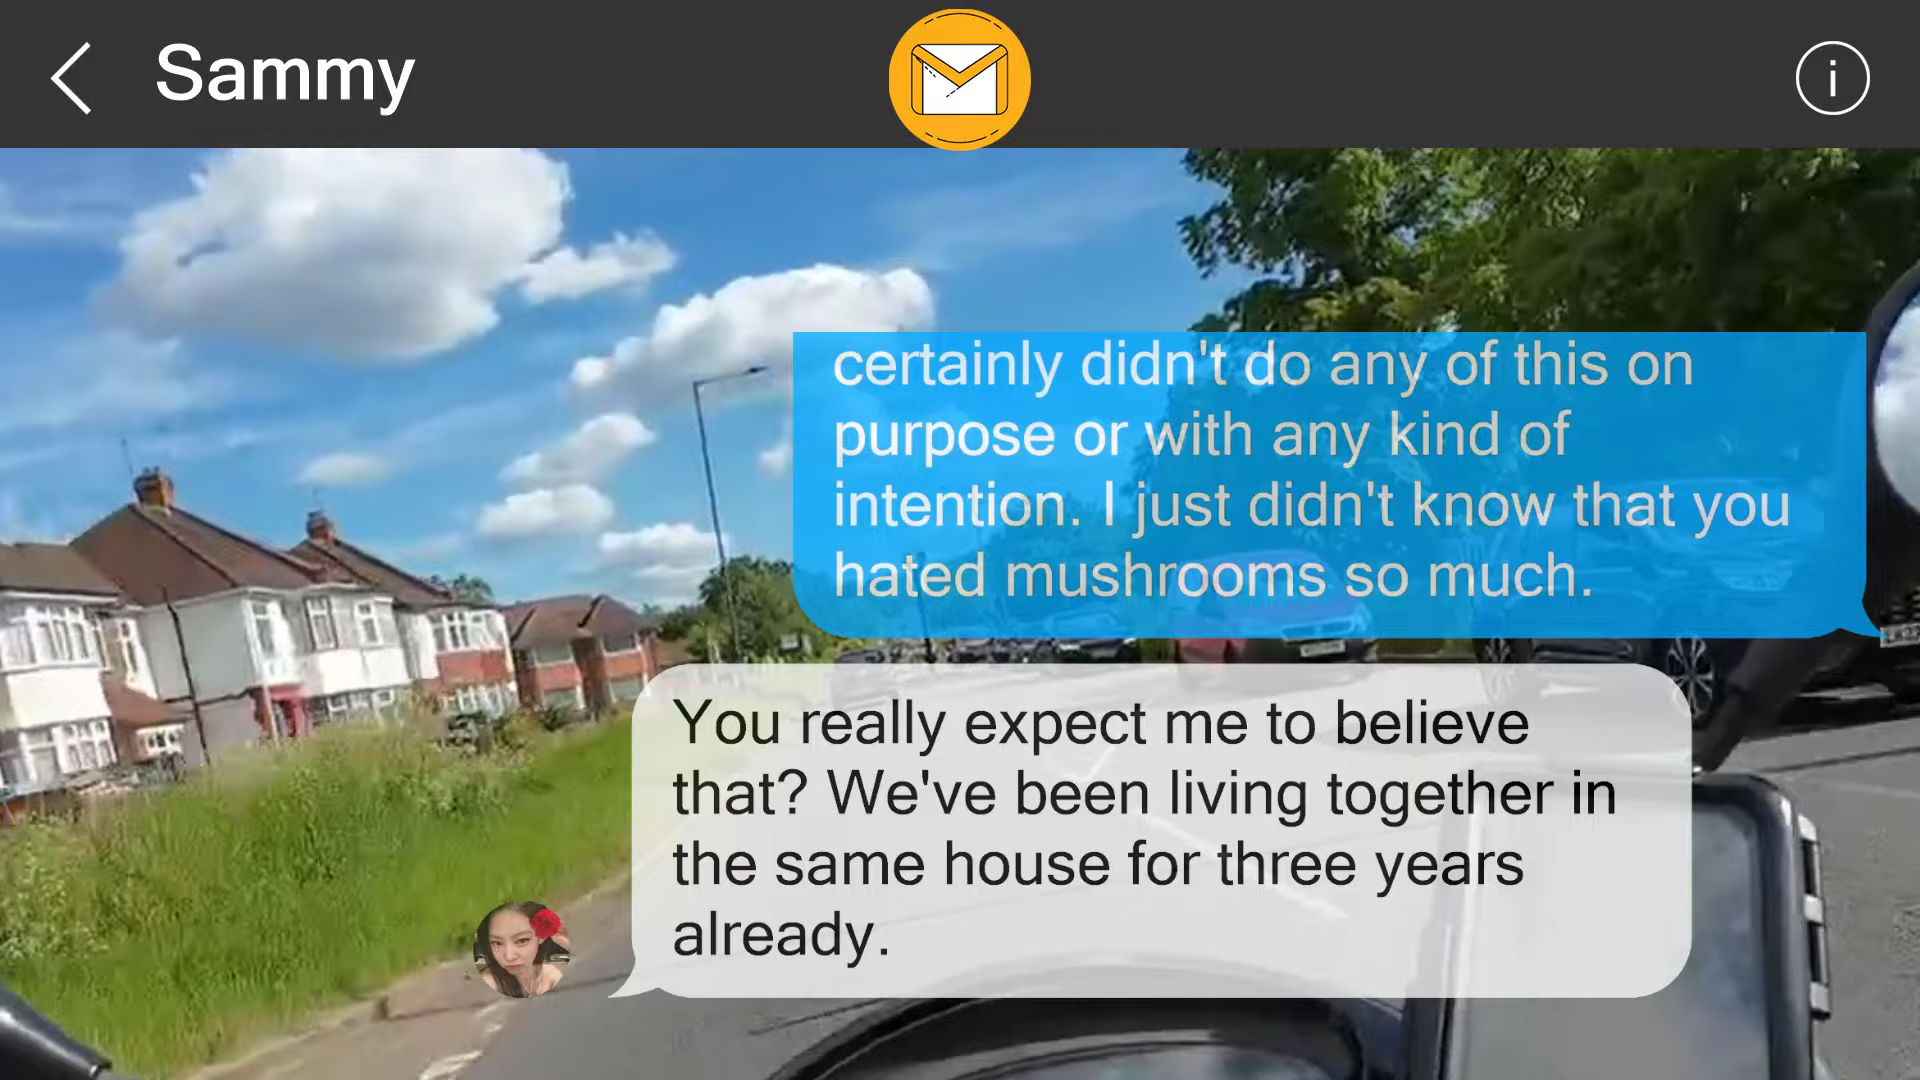 Sammy
i
certainly didn't do any of this on
purpose or with any kind of
intention. I just didn't know that you
hated mushrooms so much.
You really expect me to believe
that? We've been living together in
the same house for three years
already.